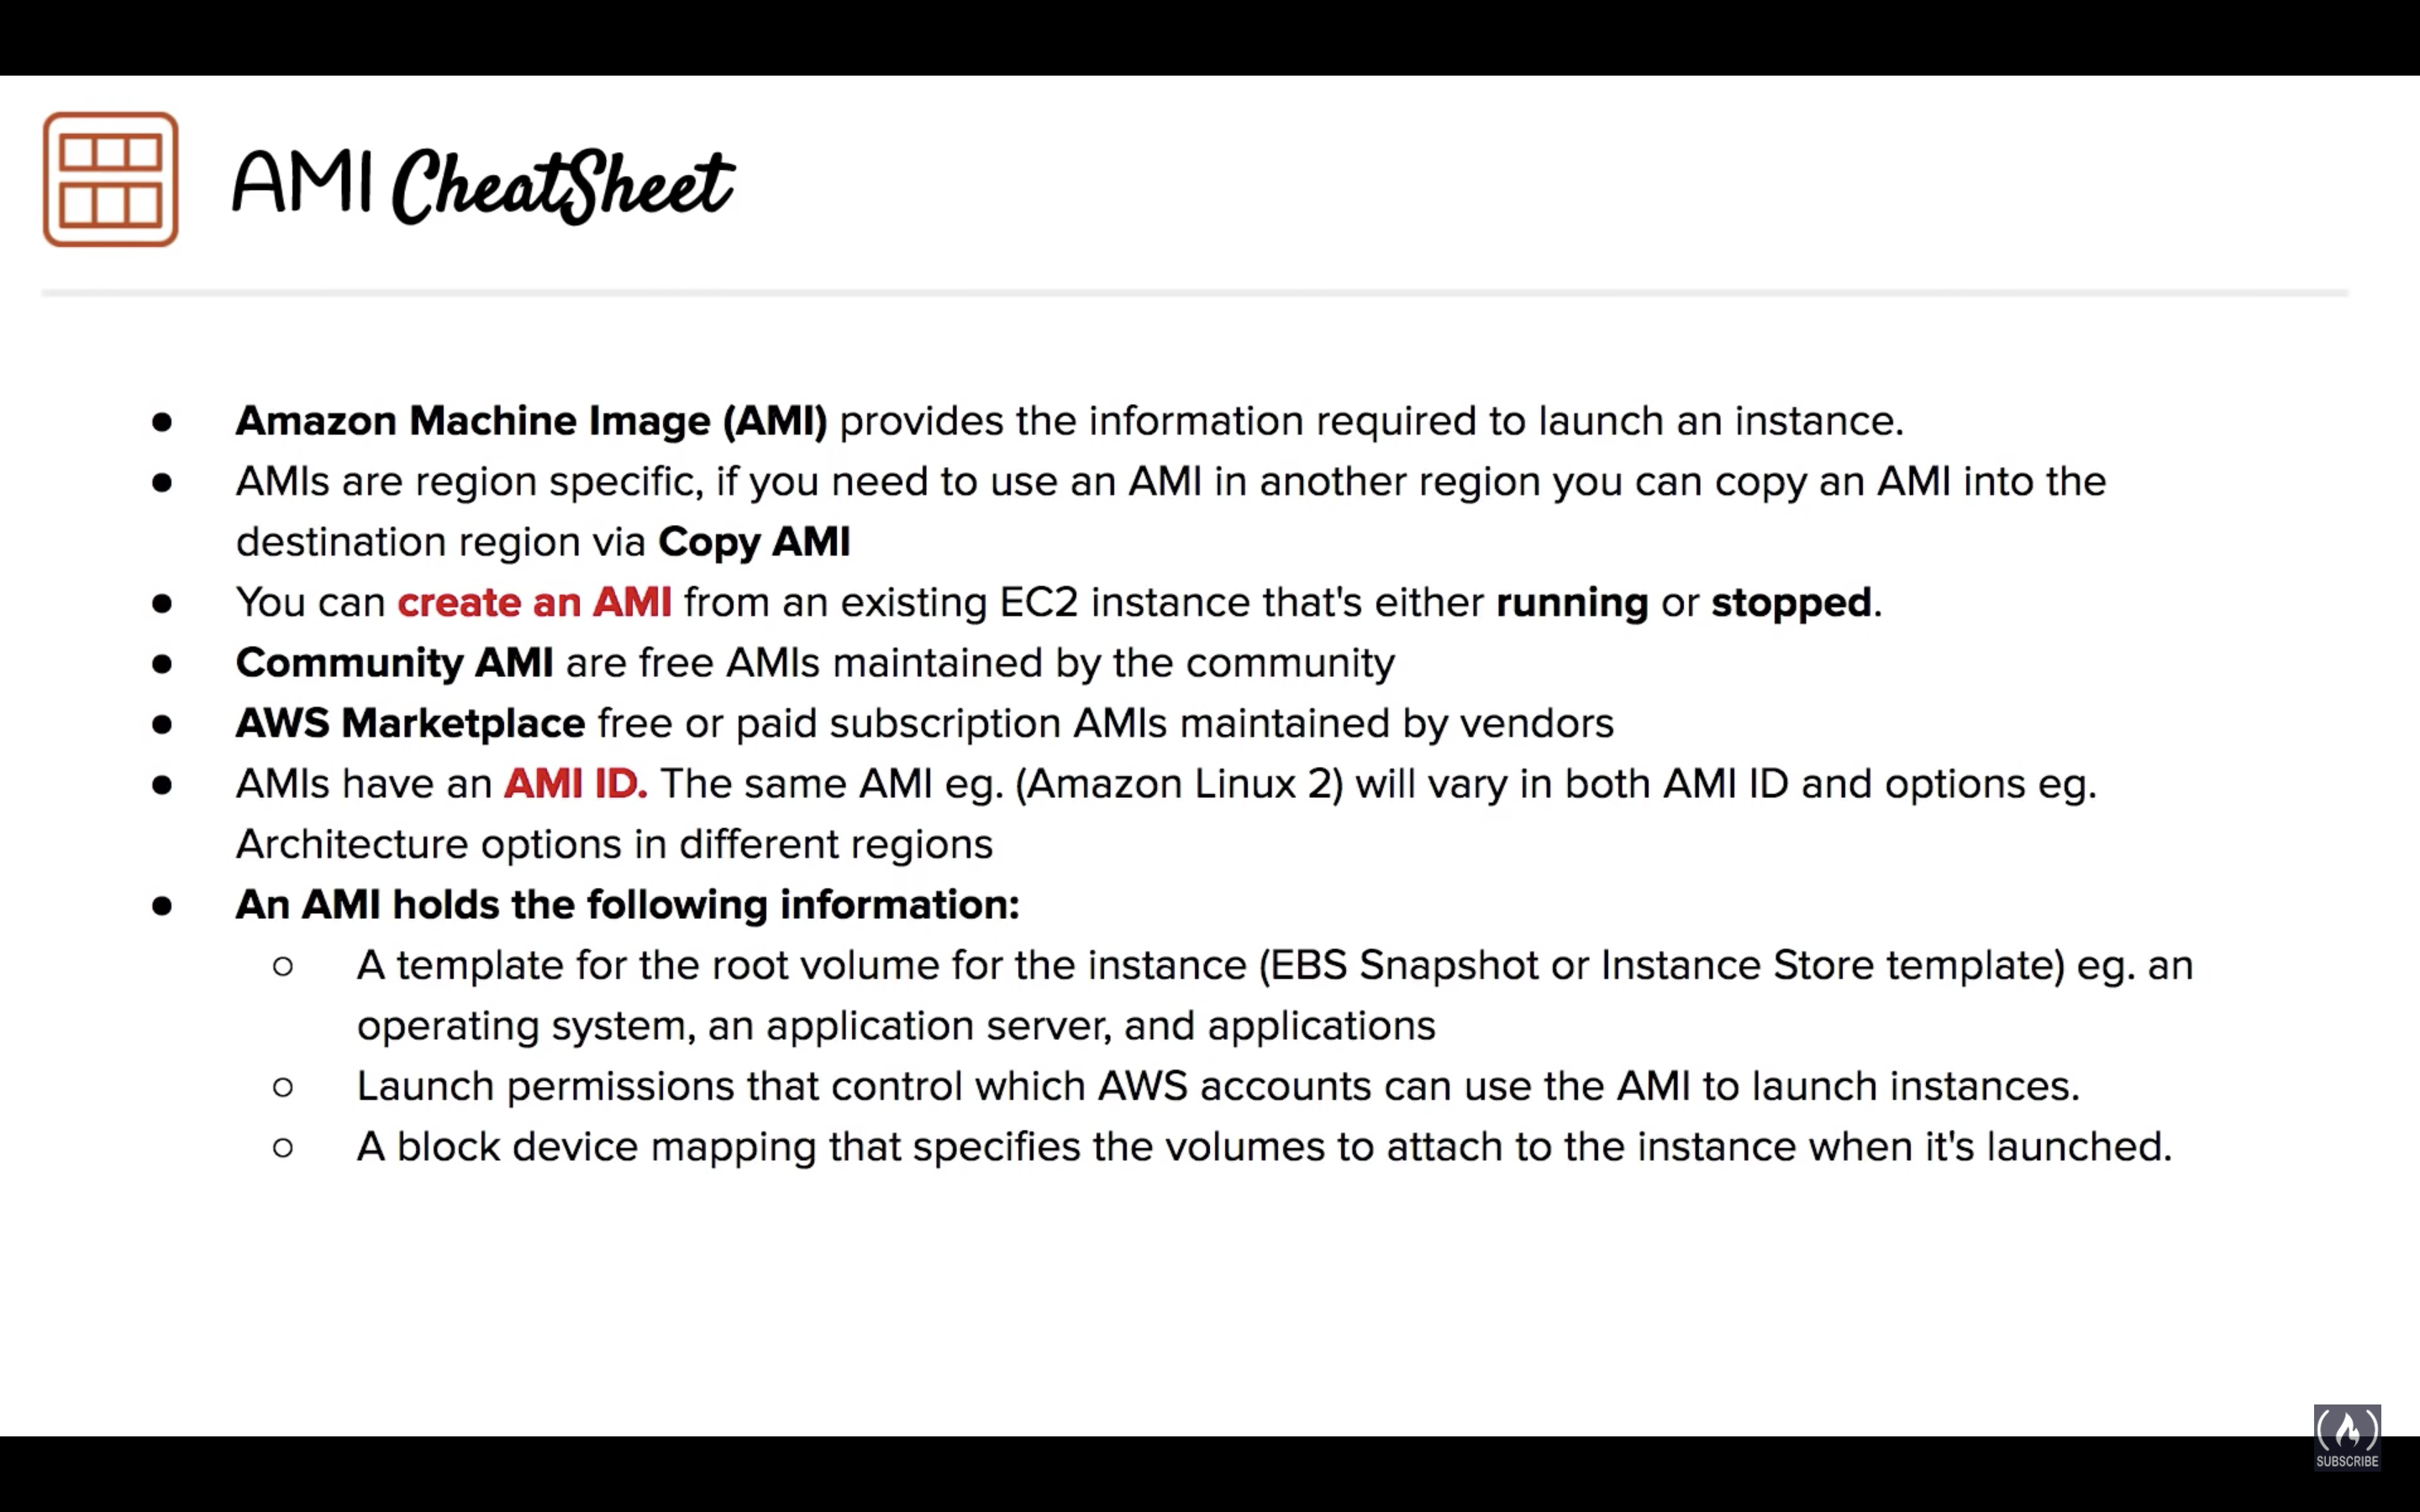 AMI CheatSheet
● Amazon Machine Image (AMI) provides the information required to launch an instance.
● AMIs are region specific, if you need to use an AMI in another region you can copy an AMI into the
destination region via Copy AMI
● You can create an AMI from an existing EC2 instance that's either running or stopped.
● Community AMI are free AMIs maintained by the community
● AWS Marketplace free or paid subscription AMIs maintained by vendors
● AMIs have an AMI ID. The same AMI eg. (Amazon Linux 2) will vary in both AMI ID and options eg.
Architecture options in different regions
● An AMI holds the following information:
○ A template for the root volume for the instance (EBS Snapshot or Instance Store template) eg. an
operating system, an application server, and applications
○ Launch permissions that control which AWS accounts can use the AMI to launch instances.
○ A block device mapping that specifies the volumes to attach to the instance when it's launched.
SUBSCRIBE